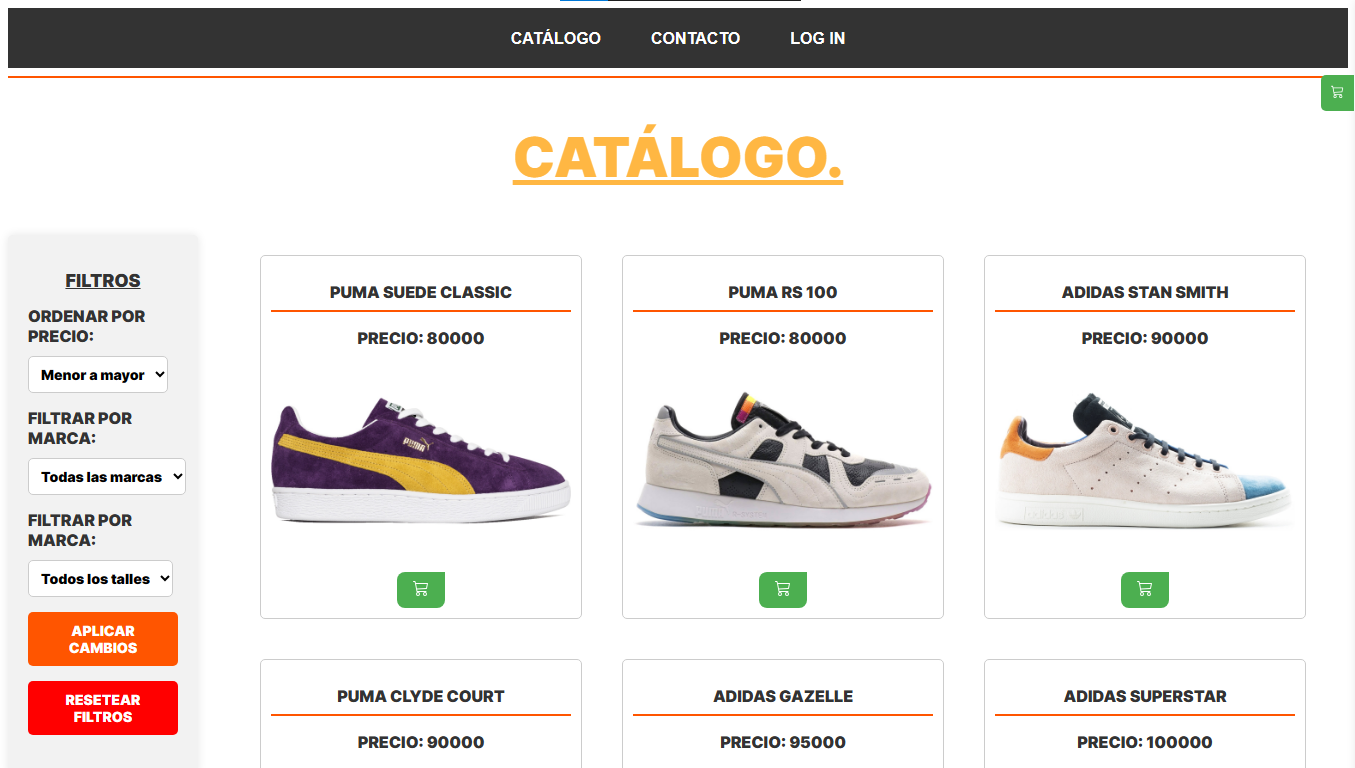 CATÁLOGO CONTACTO LOG IN
CATÁLOGO.
FILTROS
ORDENAR POR
PRECIO:
Menor a mayor
FILTRAR POR
MARCA:
Todas las marcas
FILTRAR POR
MARCA:
Todos los talles
APLICAR
CAMBIOS
RESETEAR
FILTROS
PUMA SUEDE CLASSIC
PRECIO: 80000
PUMA
PUMA RS 100
PRECIO: 80000
ADIDAS STAN SMITH
PRECIO: 90000
adidas
PUMA CLYDE COURT
PRECIO: 90000
ADIDAS GAZELLE
PRECIO: 95000
ADIDAS SUPERSTAR
PRECIO: 100000